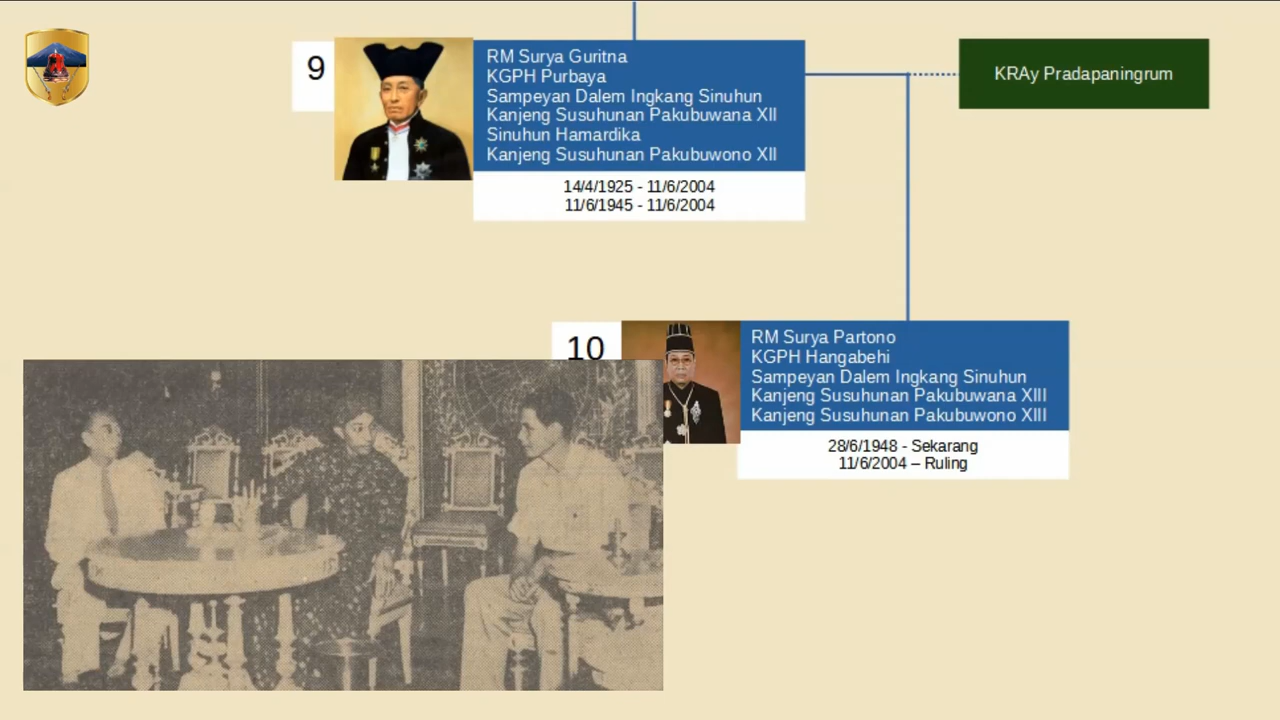 9
RM Surya Guritna
KGPH Purbaya
Sampeyan Dalem Ingkang Sinuhun
Kanjeng Susuhunan Pakubuwana XII
Sinuhun Hamardika
Kanjeng Susuhunan Pakubuwono XII
14/4/1925 - 11/6/2004
11/6/1945 - 11/6/2004
KRAy Pradapaningrum
10
RM Surya Partono
KGPH Hangabehi
Sampeyan Dalem Ingkang Sinuhun
Kanjeng Susuhunan Pakubuwana XIII
Kanjeng Susuhunan Pakubuwono XIII
28/6/1948 - Sekarang
11/6/2004 – Ruling